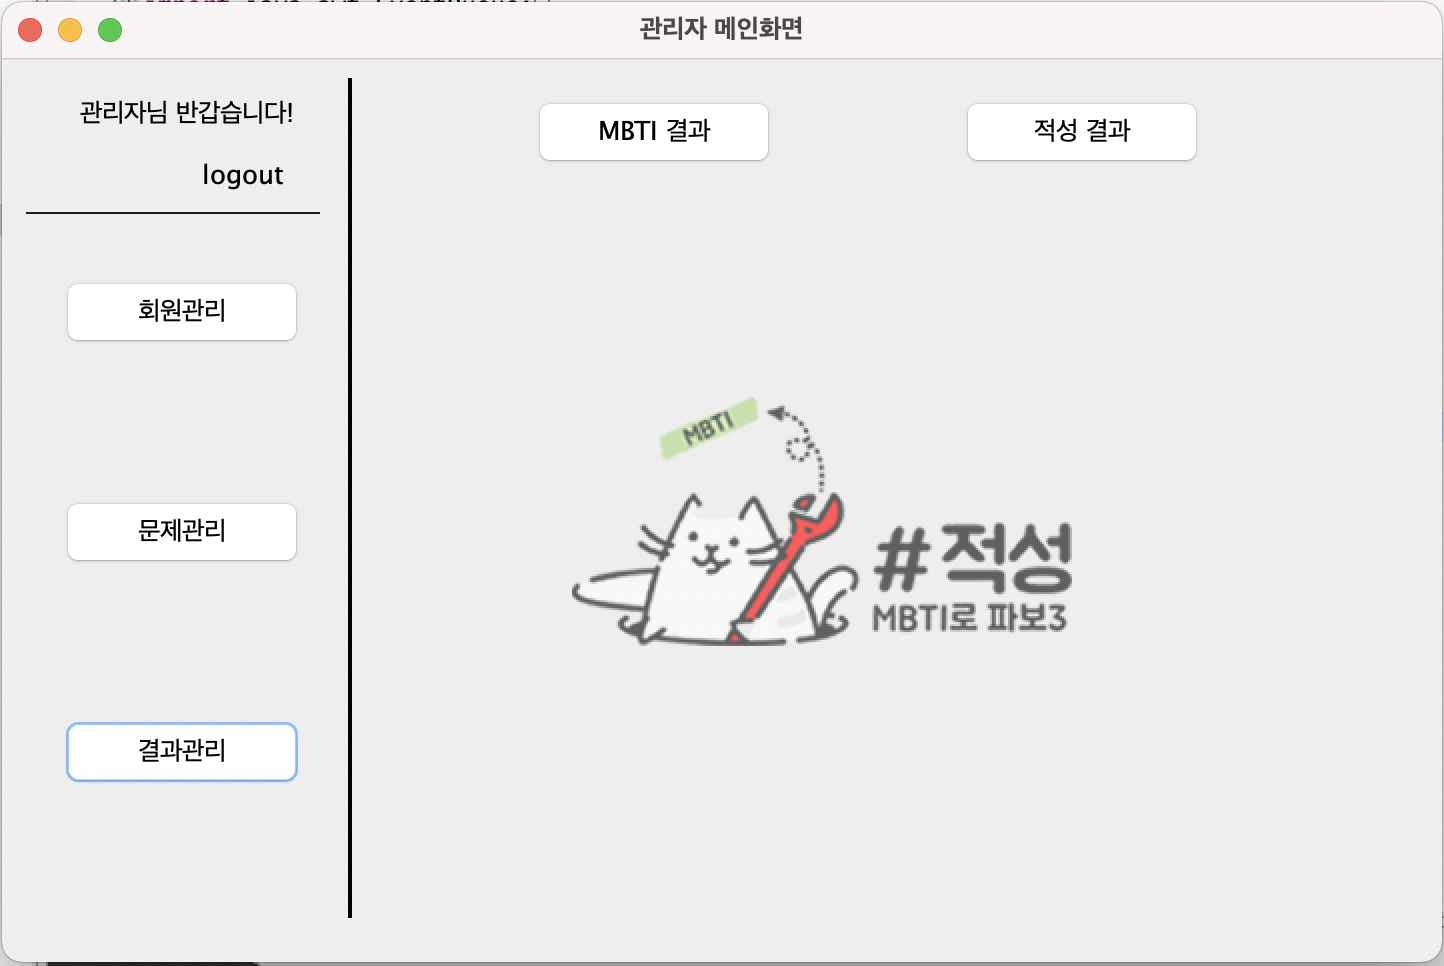 관리자 메인화면
관리자님 반갑습니다!
logout
회원관리
문제관리
결과관리
MBTI 결과
적성 결과
MBTI
#적성
MBTI로 파보3